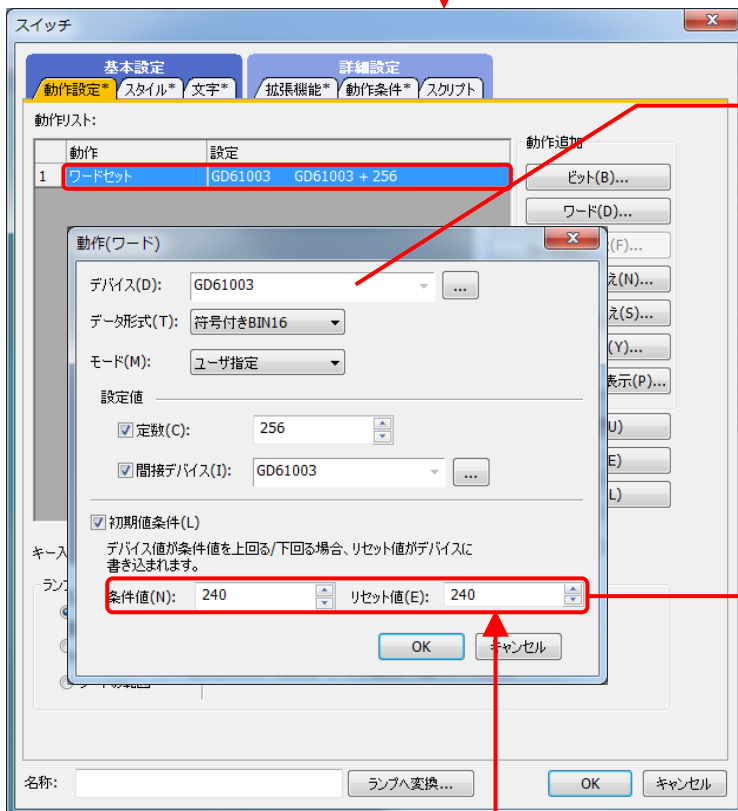 スイッチ
基本設定 詳細設定
動作設定* スタイル* 文字* 拡張機能* 動作条件* スクリプト
動作リスト:
動作追加
動作 設定
1 ワードセット GD61003 GD61003 + 256
ビット(B)...
ワード(D)...
動作(ワード)
(F)...
デバイス(D): GD61003 ...
え(N)...
データ形式(T): 符号付きBIN16
え(S)...
モード(M): ユーザ指定
(Y)...
表示(P)...
設定値
定数(C): 256
U)
間接デバイス(I): GD61003 ...
E)
L)
初期値条件(L)
デバイス値が条件値を上回る/下回る場合、リセット値がデバイスに
書き込まれます。
キー入
ラン
条件値(N): 240 リセット値(E): 240
OK キャンセル
名称: ランプへ変換... OK キャンセル